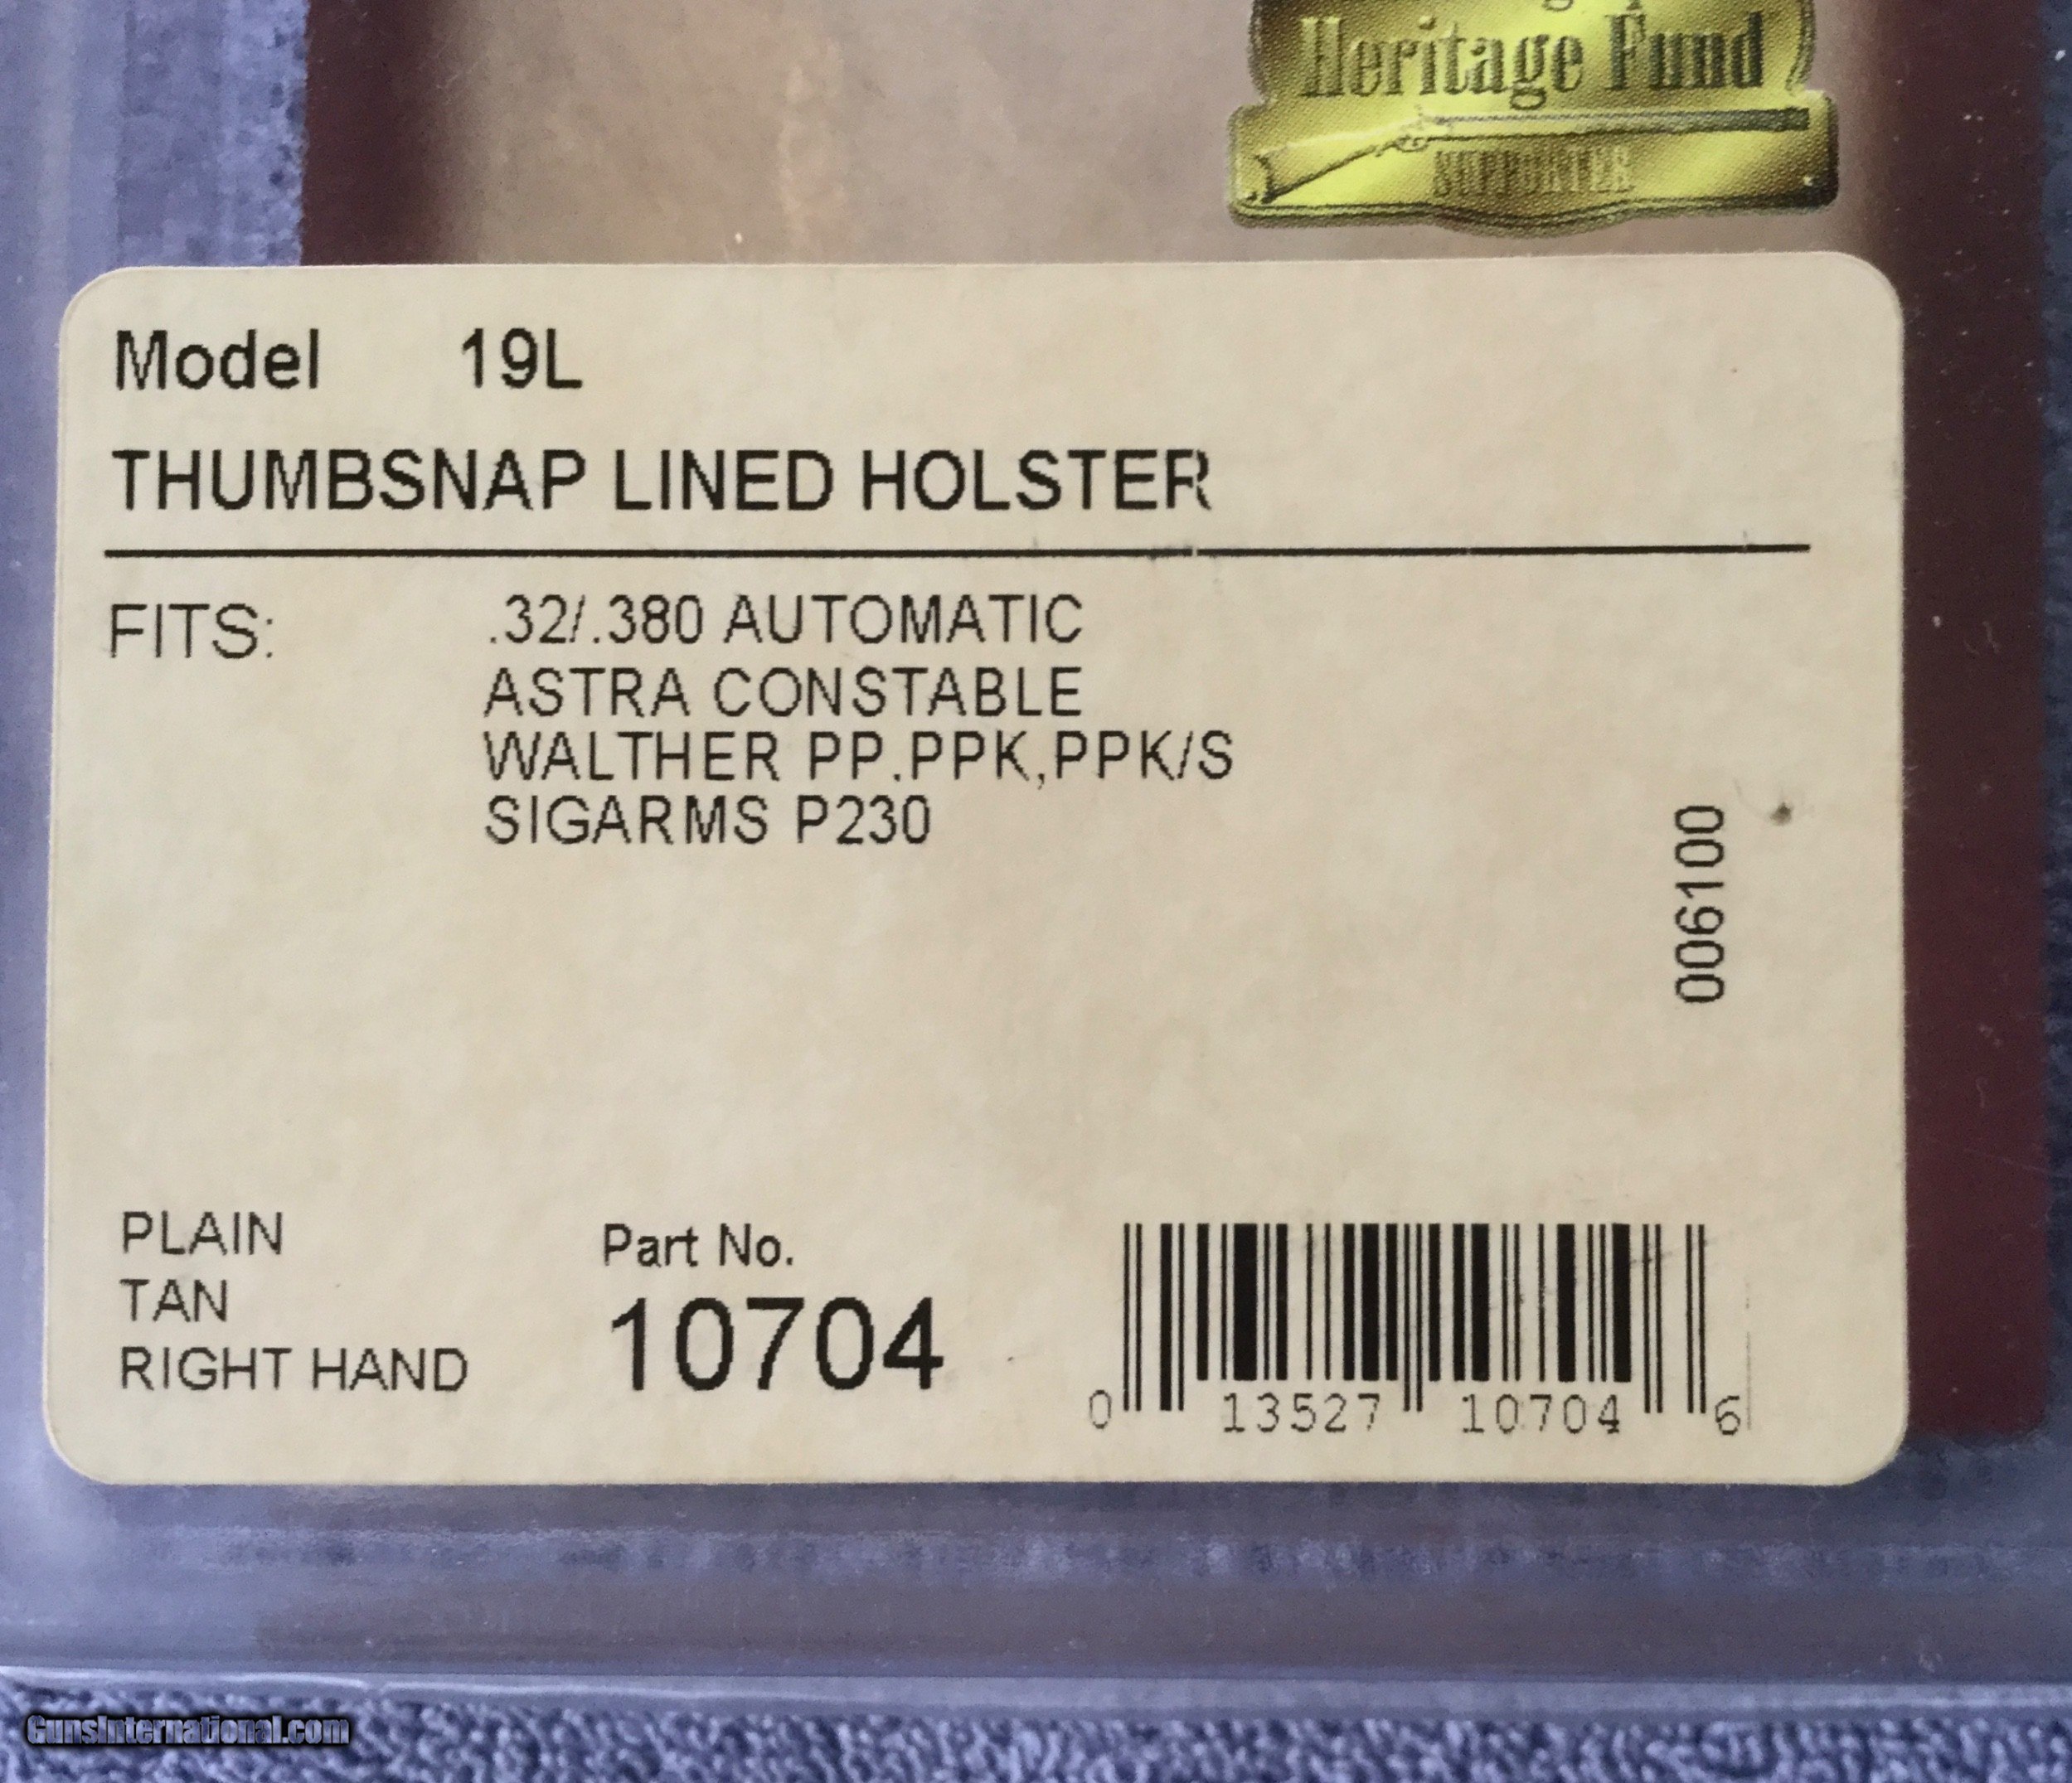 Heritage Fund
SUPPORTER
Model 19L
THUMBSNAP LINED HOLSTER
FITS: .32/.380 AUTOMATIC
ASTRA CONSTABLE
WALTHER PP.PPK,PPK/S
SIGARMS P230
006100
PLAIN
TAN
RIGHT HAND
Part No.
10704
0 13527 10704 6
GunsInternational.com